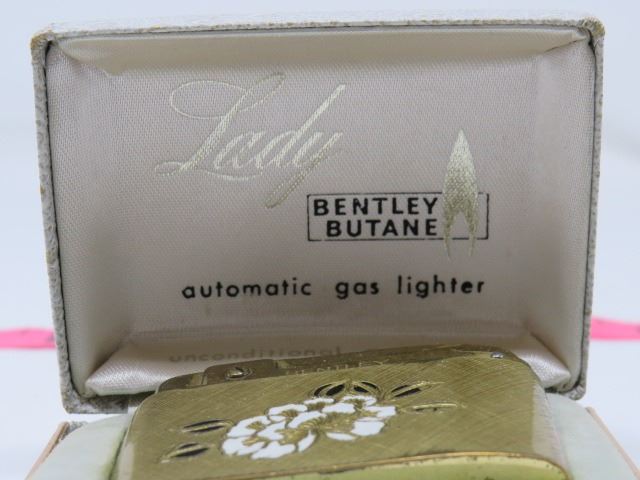 Lady
BENTLEY
BUTANE
automatic gas lighter
unconditional